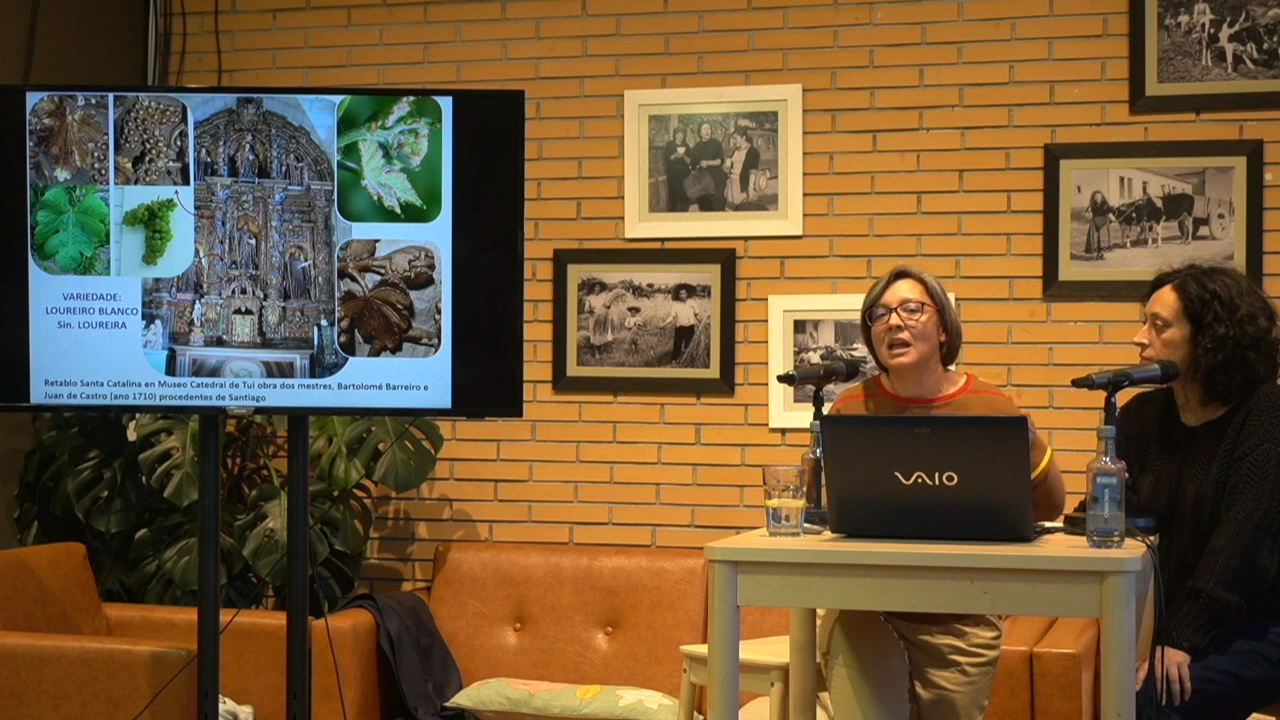 VARIEDADE:
LOUREIRO BLANCO
Sin. LOUREIRA
Retablo Santa Catalina en Museo Catedral de Tui obra dos mestres, Bartolomé Barreiro e
Juan de Castro (ano 1710) procedentes de Santiago
VAIO